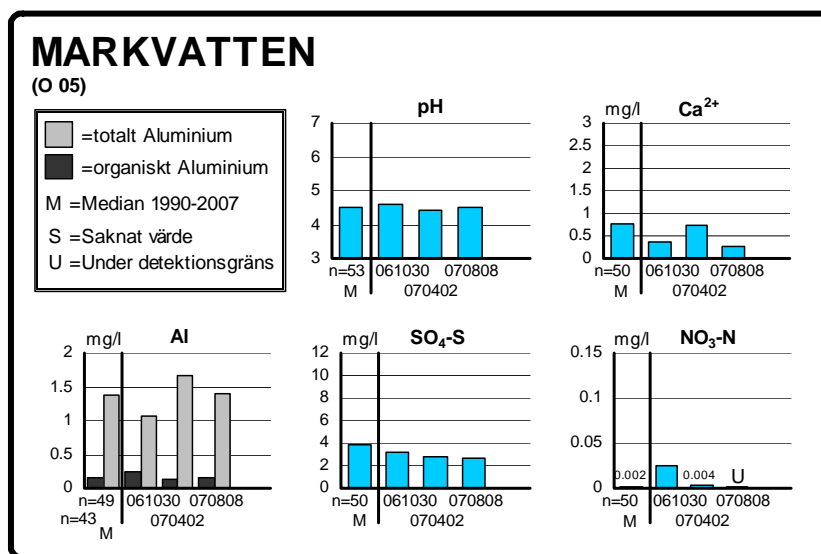 MARKVATTEN
(O 05)
=totalt Aluminium
=organiskt Aluminium
M =Median 1990-2007
S =Saknat värde
U =Under detektionsgräns
pH
7
6
5
4
3
n=53 061030 070808
M 070402
mg/l Ca²⁺
3
2.5
2
1.5
1
0.5
0
n=50 061030 070808
M 070402
mg/l Al
2
1.5
1
0.5
0
n=49 061030 070808
n=43 M 070402
mg/l SO₄-S
12
10
8
6
4
2
0
n=50 061030 070808
M 070402
mg/l NO₃-N
0.15
0.1
0.05
0
0.002 0.004 U
n=50 061030 070808
M 070402